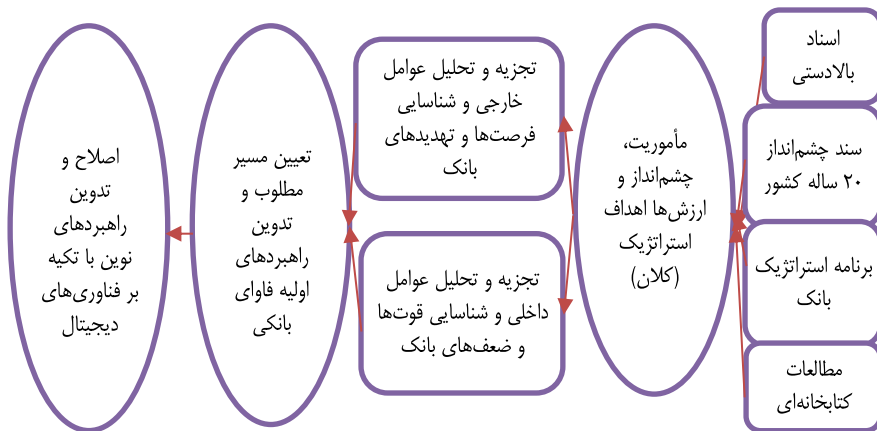 اسناد
بالادستی
سند چشم‌انداز
۲۰ ساله کشور
برنامه استراتژیک
بانک
مطالعات
کتابخانه‌ای
مأموریت،
چشم‌انداز و
ارزش‌ها اهداف
استراتژیک
(کلان)
تجزیه و تحلیل عوامل
خارجی و شناسایی
فرصت‌ها و تهدیدهای
بانک
تجزیه و تحلیل عوامل
داخلی و شناسایی قوت‌ها
و ضعف‌های بانک
تعیین مسیر
مطلوب و
تدوین
راهبردهای
اولیه فاوای
بانکی
اصلاح و
تدوین
راهبردهای
نوین با تکیه
بر فناوری‌های
دیجیتال